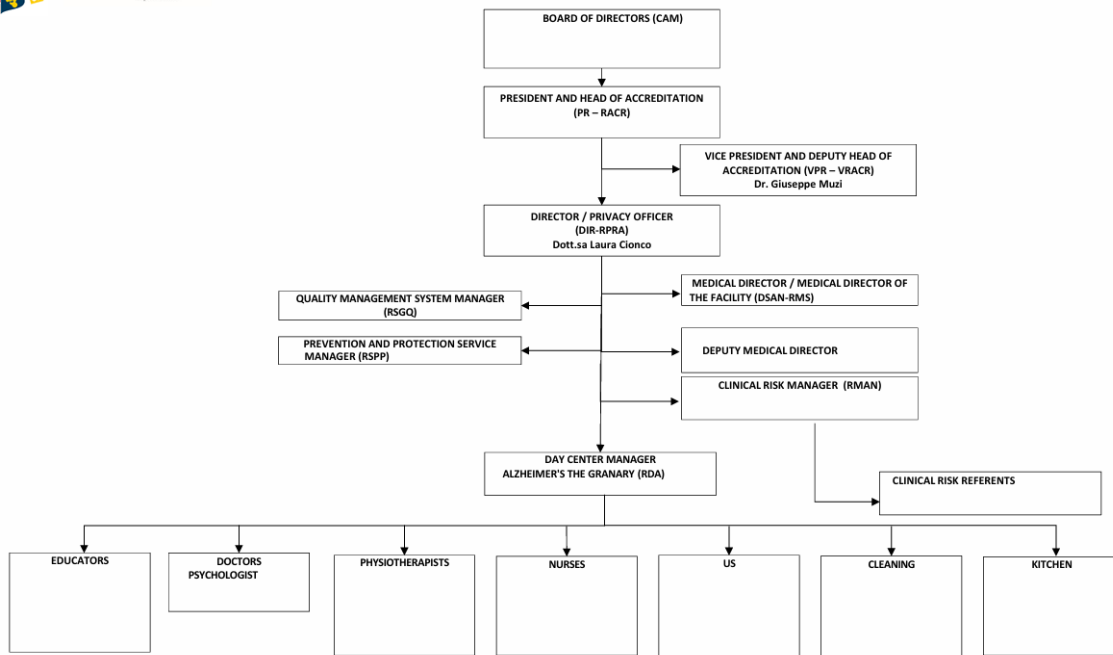 BOARD OF DIRECTORS (CAM)
PRESIDENT AND HEAD OF ACCREDITATION
(PR – RACR)
VICE PRESIDENT AND DEPUTY HEAD OF
ACCREDITATION (VPR – VRACR)
Dr. Giuseppe Muzi
DIRECTOR / PRIVACY OFFICER
(DIR-RPRA)
Dott.sa Laura Cionco
QUALITY MANAGEMENT SYSTEM MANAGER
(RSGQ)
MEDICAL DIRECTOR / MEDICAL DIRECTOR OF
THE FACILITY (DSAN-RMS)
PREVENTION AND PROTECTION SERVICE
MANAGER (RSPP)
DEPUTY MEDICAL DIRECTOR
CLINICAL RISK MANAGER (RMAN)
DAY CENTER MANAGER
ALZHEIMER'S THE GRANARY (RDA)
CLINICAL RISK REFERENTS
EDUCATORS
DOCTORS
PSYCHOLOGIST
PHYSIOTHERAPISTS
NURSES
US
CLEANING
KITCHEN